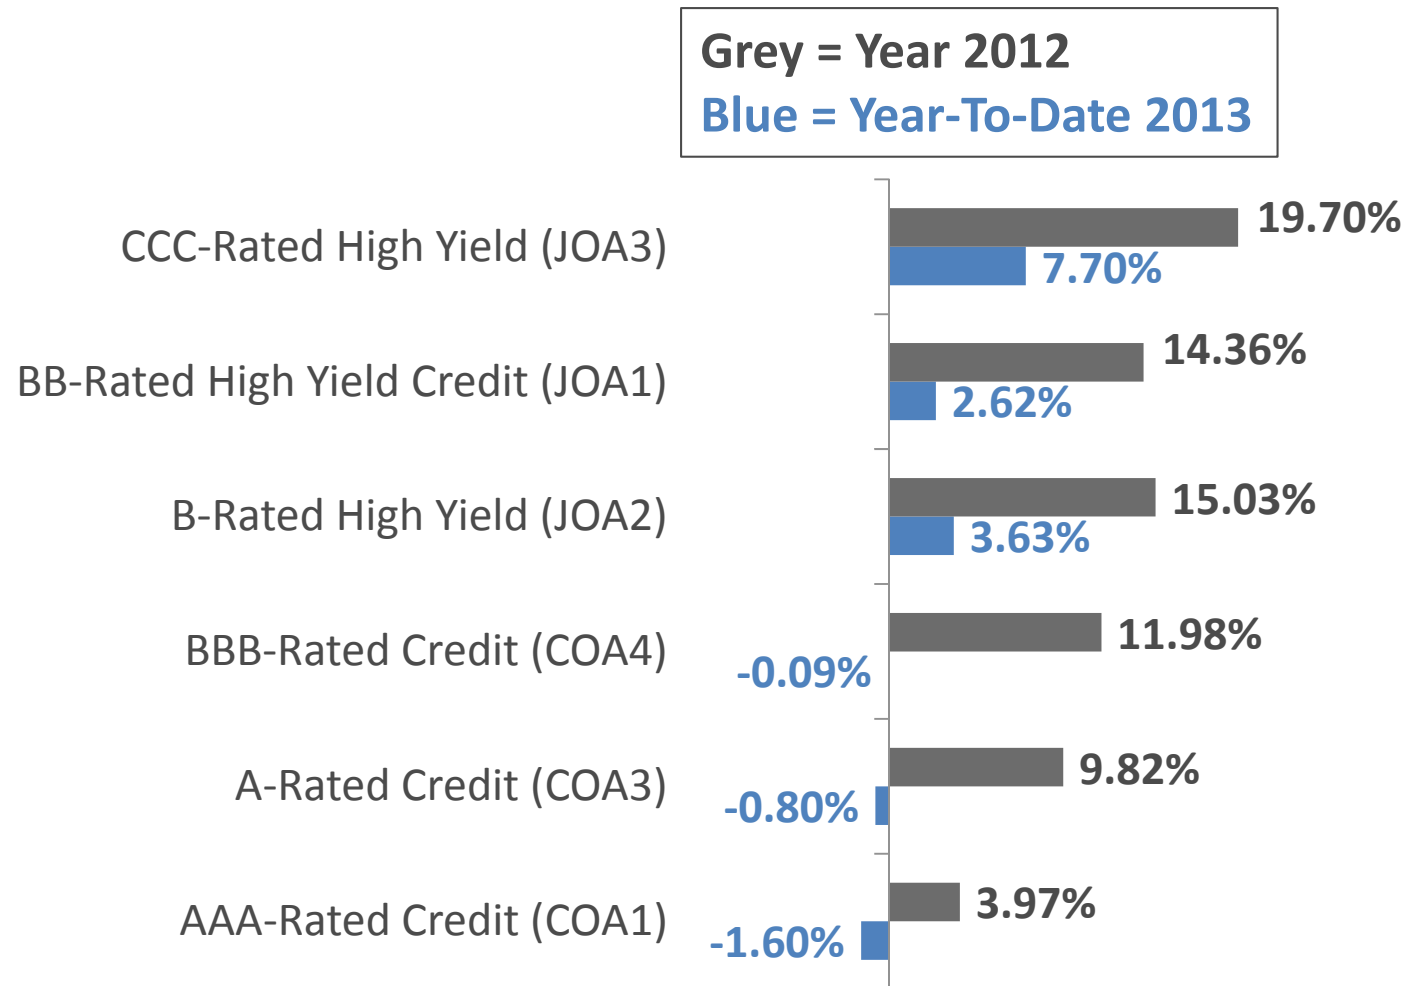 Grey = Year 2012
Blue = Year-To-Date 2013
CCC-Rated High Yield (JOA3)
19.70%
7.70%
BB-Rated High Yield Credit (JOA1)
14.36%
2.62%
B-Rated High Yield (JOA2)
15.03%
3.63%
BBB-Rated Credit (COA4)
11.98%
-0.09%
A-Rated Credit (COA3)
9.82%
-0.80%
AAA-Rated Credit (COA1)
3.97%
-1.60%